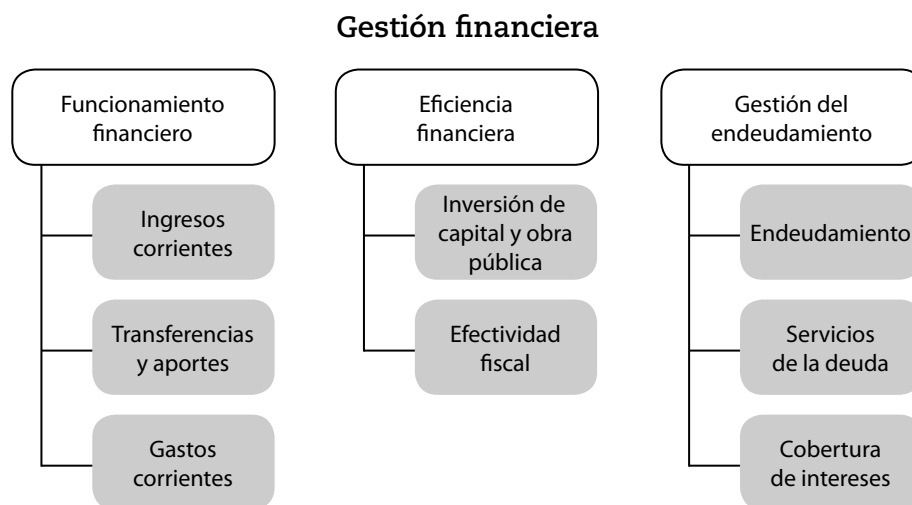 Gestión financiera
Funcionamiento
financiero
Ingresos
corrientes
Transferencias
y aportes
Gastos
corrientes
Eficiencia
financiera
Inversión de
capital y obra
pública
Efectividad
fiscal
Gestión del
endeudamiento
Endeudamiento
Servicios
de la deuda
Cobertura
de intereses